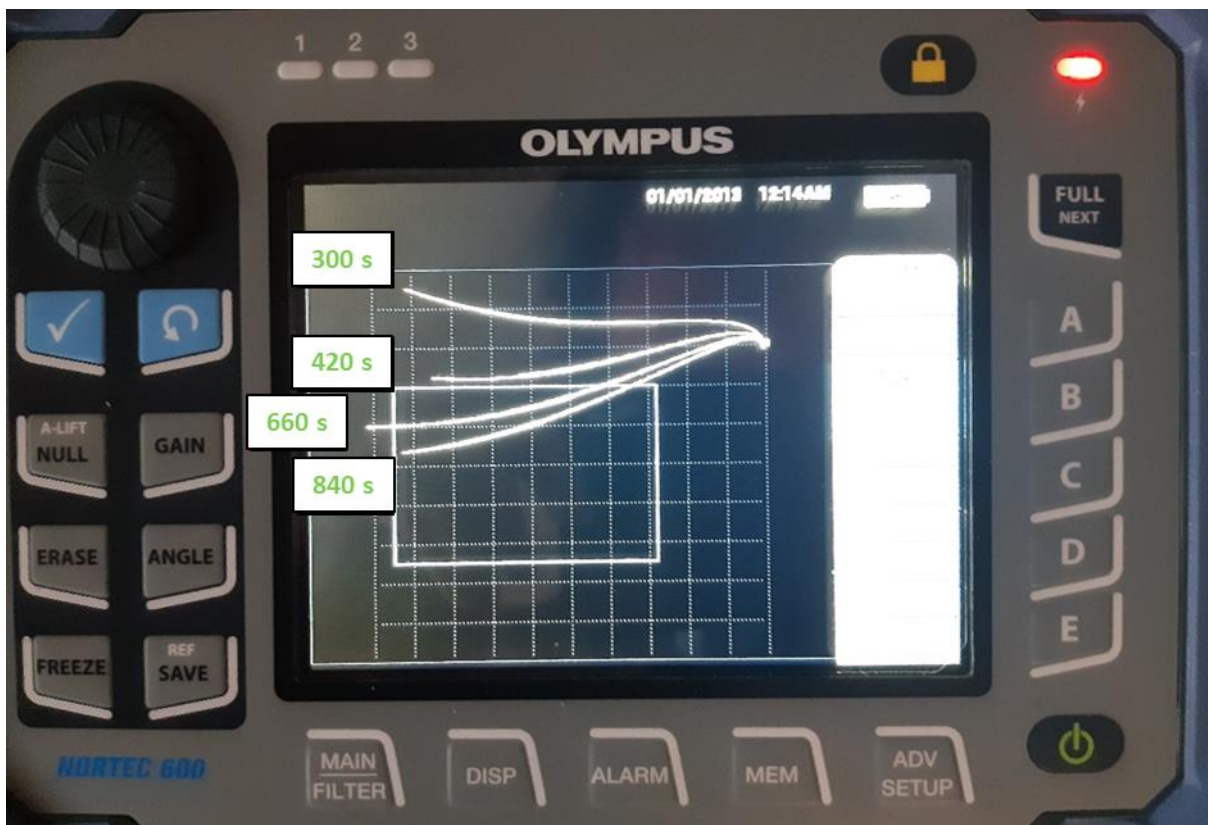 1 2 3
OLYMPUS
01/01/2013 12:14AM
FULL
NEXT
300 s
420 s
660 s
840 s
A
B
C
D
E
A-LIFT
NULL
GAIN
ERASE
ANGLE
FREEZE
REF
SAVE
NORTEC 600
MAIN
FILTER
DISP
ALARM
MEM
ADV
SETUP